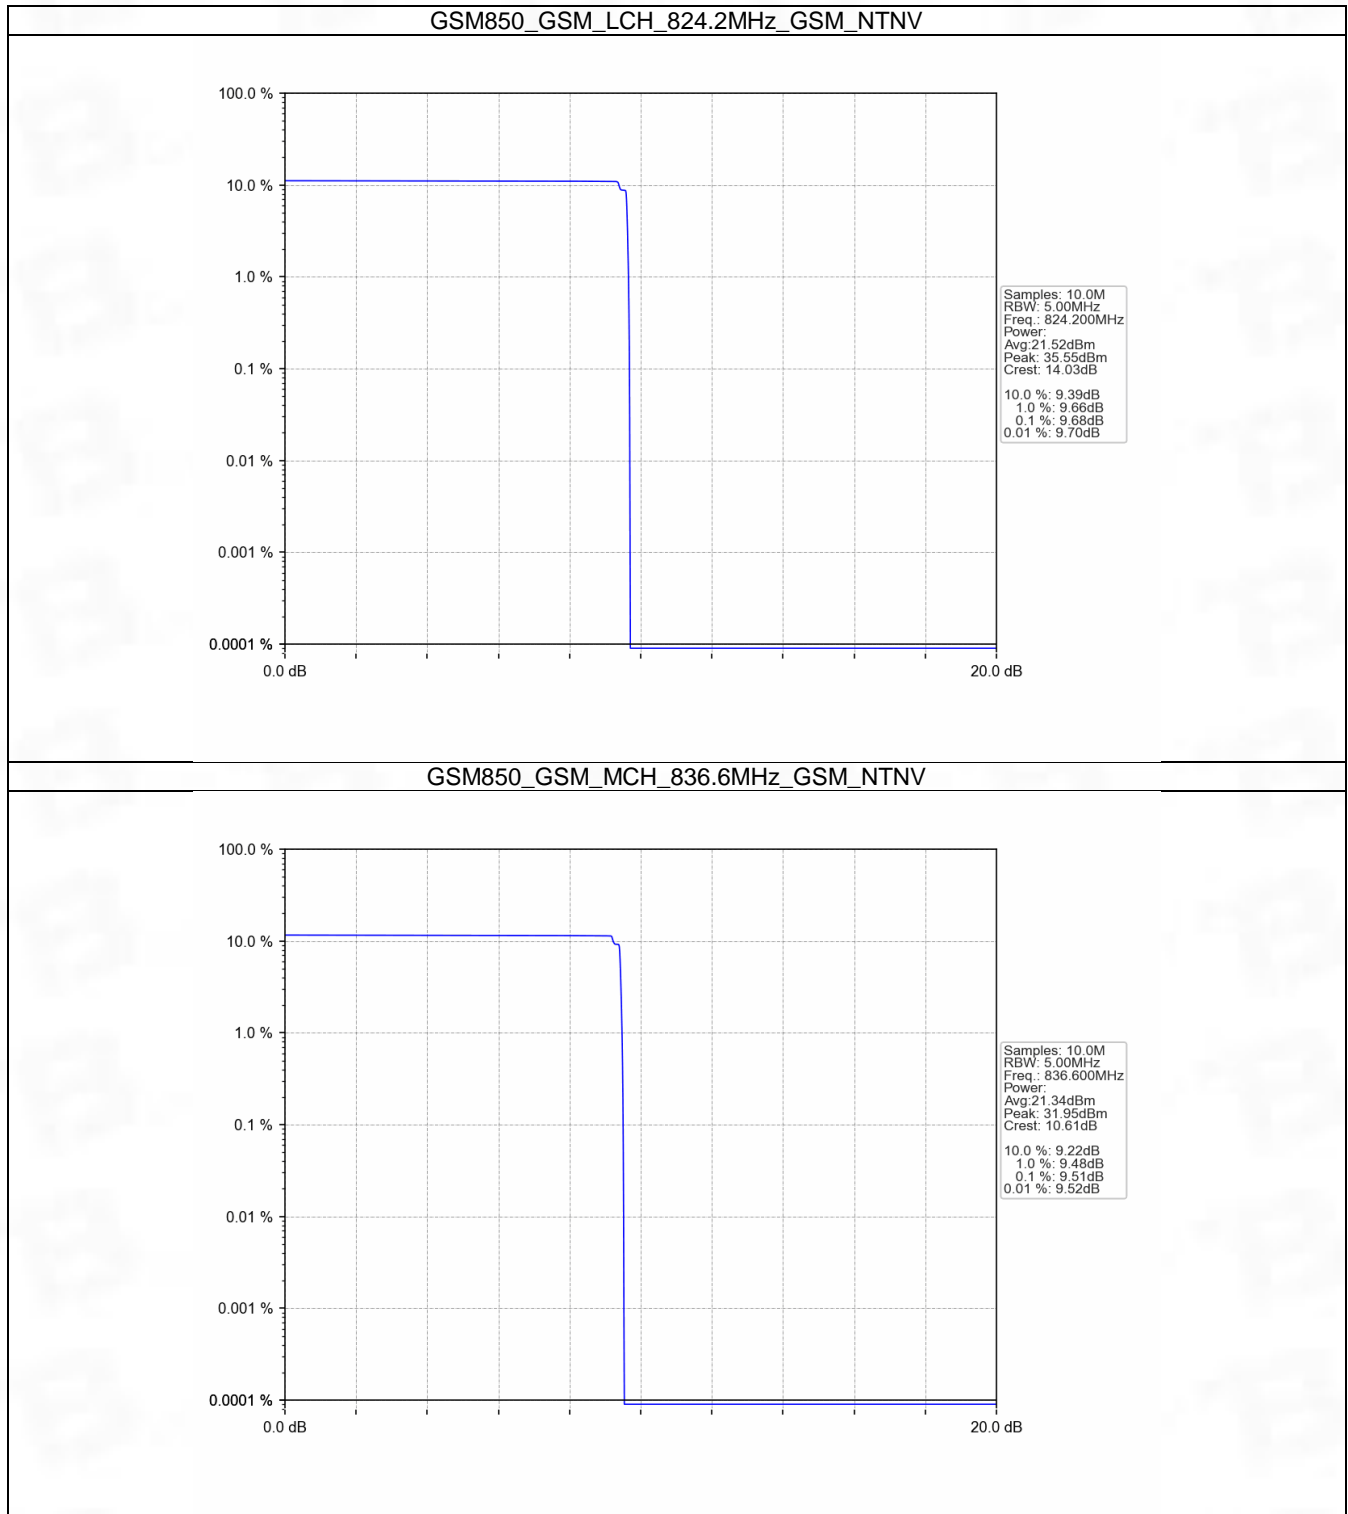 GSM850_GSM_LCH_824.2MHz_GSM_NTNV
100.0 %
10.0 %
1.0 %
0.1 %
0.01 %
0.001 %
0.0001 %
0.0 dB
20.0 dB
Samples: 10.0M
RBW: 5.00MHz
Freq.: 824.200MHz
Power:
Avg:21.52dBm
Peak: 35.55dBm
Crest: 14.03dB
10.0 %: 9.39dB
1.0 %: 9.66dB
0.1 %: 9.68dB
0.01 %: 9.70dB
GSM850_GSM_MCH_836.6MHz_GSM_NTNV
100.0 %
10.0 %
1.0 %
0.1 %
0.01 %
0.001 %
0.0001 %
0.0 dB
20.0 dB
Samples: 10.0M
RBW: 5.00MHz
Freq.: 836.600MHz
Power:
Avg:21.34dBm
Peak: 31.95dBm
Crest: 10.61dB
10.0 %: 9.22dB
1.0 %: 9.48dB
0.1 %: 9.51dB
0.01 %: 9.52dB